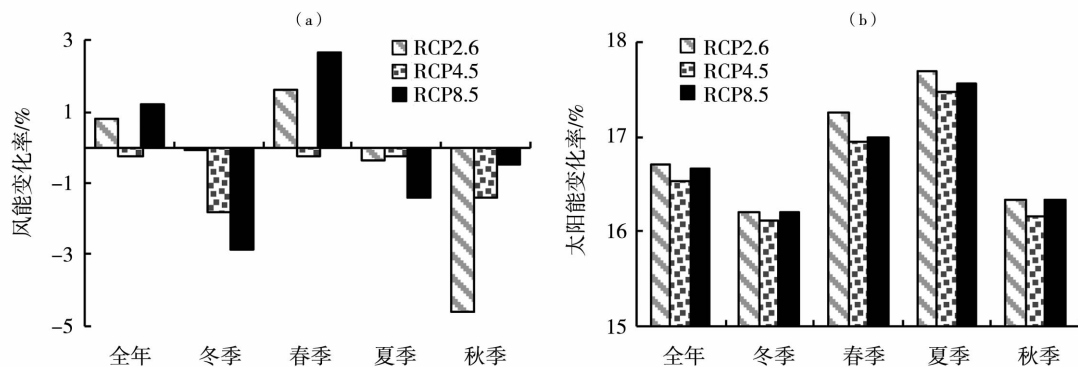 (a)
风能变化率/%
3
1
−1
−3
−5
RCP2.6
RCP4.5
RCP8.5
全年 冬季 春季 夏季 秋季
(b)
太阳能变化率/%
18
17
16
15
RCP2.6
RCP4.5
RCP8.5
全年 冬季 春季 夏季 秋季